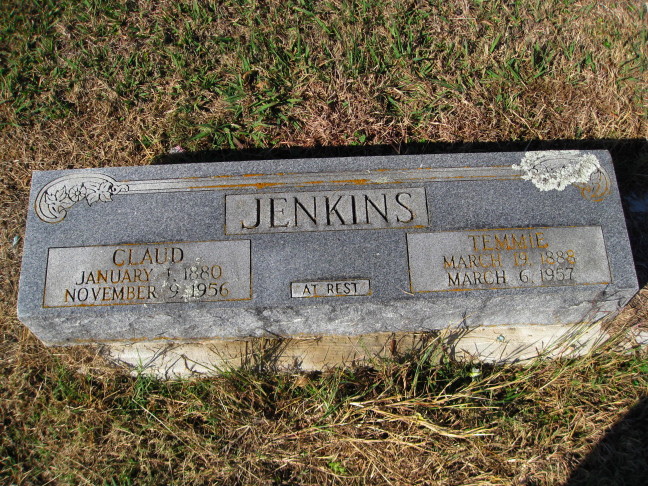 JENKINS
CLAUD
JANUARY 1, 1880
NOVEMBER 9, 1956
AT REST
TEMMIE
MARCH 19, 1888
MARCH 6, 1957